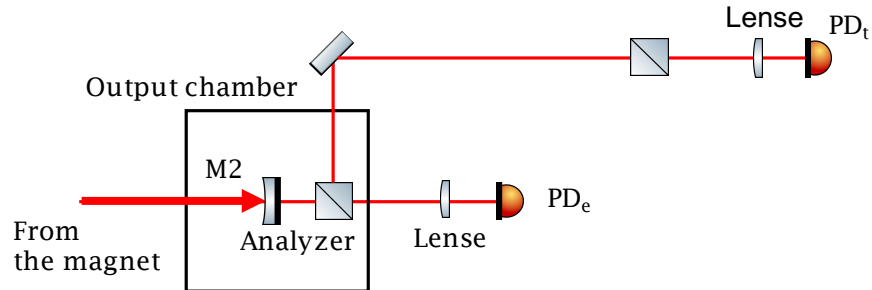 Lense
PDt
Output chamber
M2
PDe
From
the magnet
Analyzer
Lense